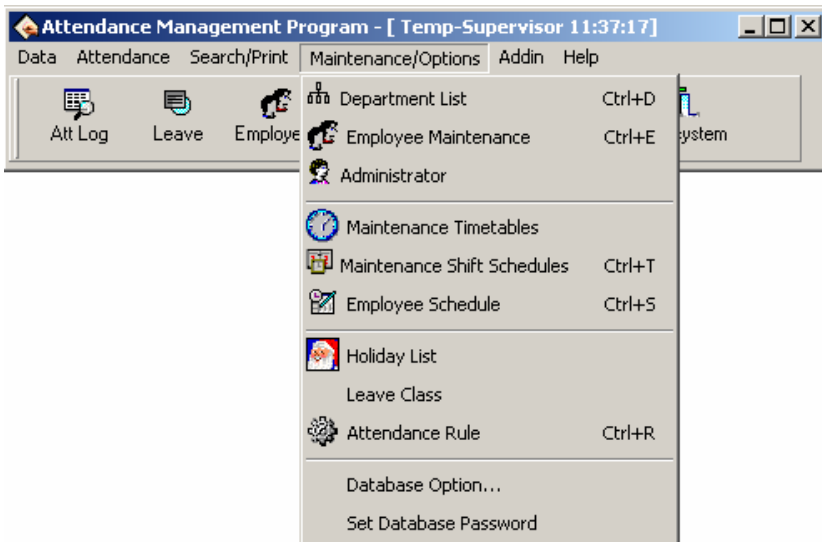 Attendance Management Program - [ Temp-Supervisor 11:37:17]
Data Attendance Search/Print Maintenance/Options Addin Help
Att Log Leave Employe ystem
Department List Ctrl+D
Employee Maintenance Ctrl+E
Administrator
Maintenance Timetables
Maintenance Shift Schedules Ctrl+T
Employee Schedule Ctrl+S
Holiday List
Leave Class
Attendance Rule Ctrl+R
Database Option...
Set Database Password